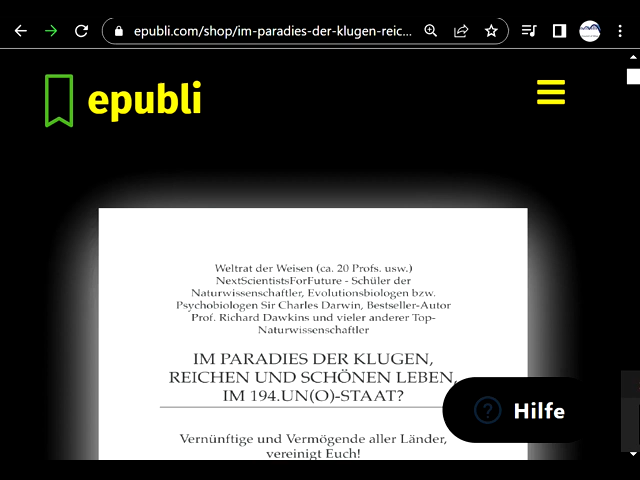 epubli.com/shop/im-paradies-der-klugen-reic...
epubli
Weltrat der Weisen (ca. 20 Profs. usw.)
NextScientistsForFuture - Schüler der
Naturwissenschaftler, Evolutionsbiologen bzw.
Psychobiologen Sir Charles Darwin, Bestseller-Autor
Prof. Richard Dawkins und vieler anderer Top-
Naturwissenschaftler
IM PARADIES DER KLUGEN,
REICHEN UND SCHÖNEN LEBEN,
IM 194.UN(O)-STAAT?
? Hilfe
Vernünftige und Vermögende aller Länder,
vereinigt Euch!